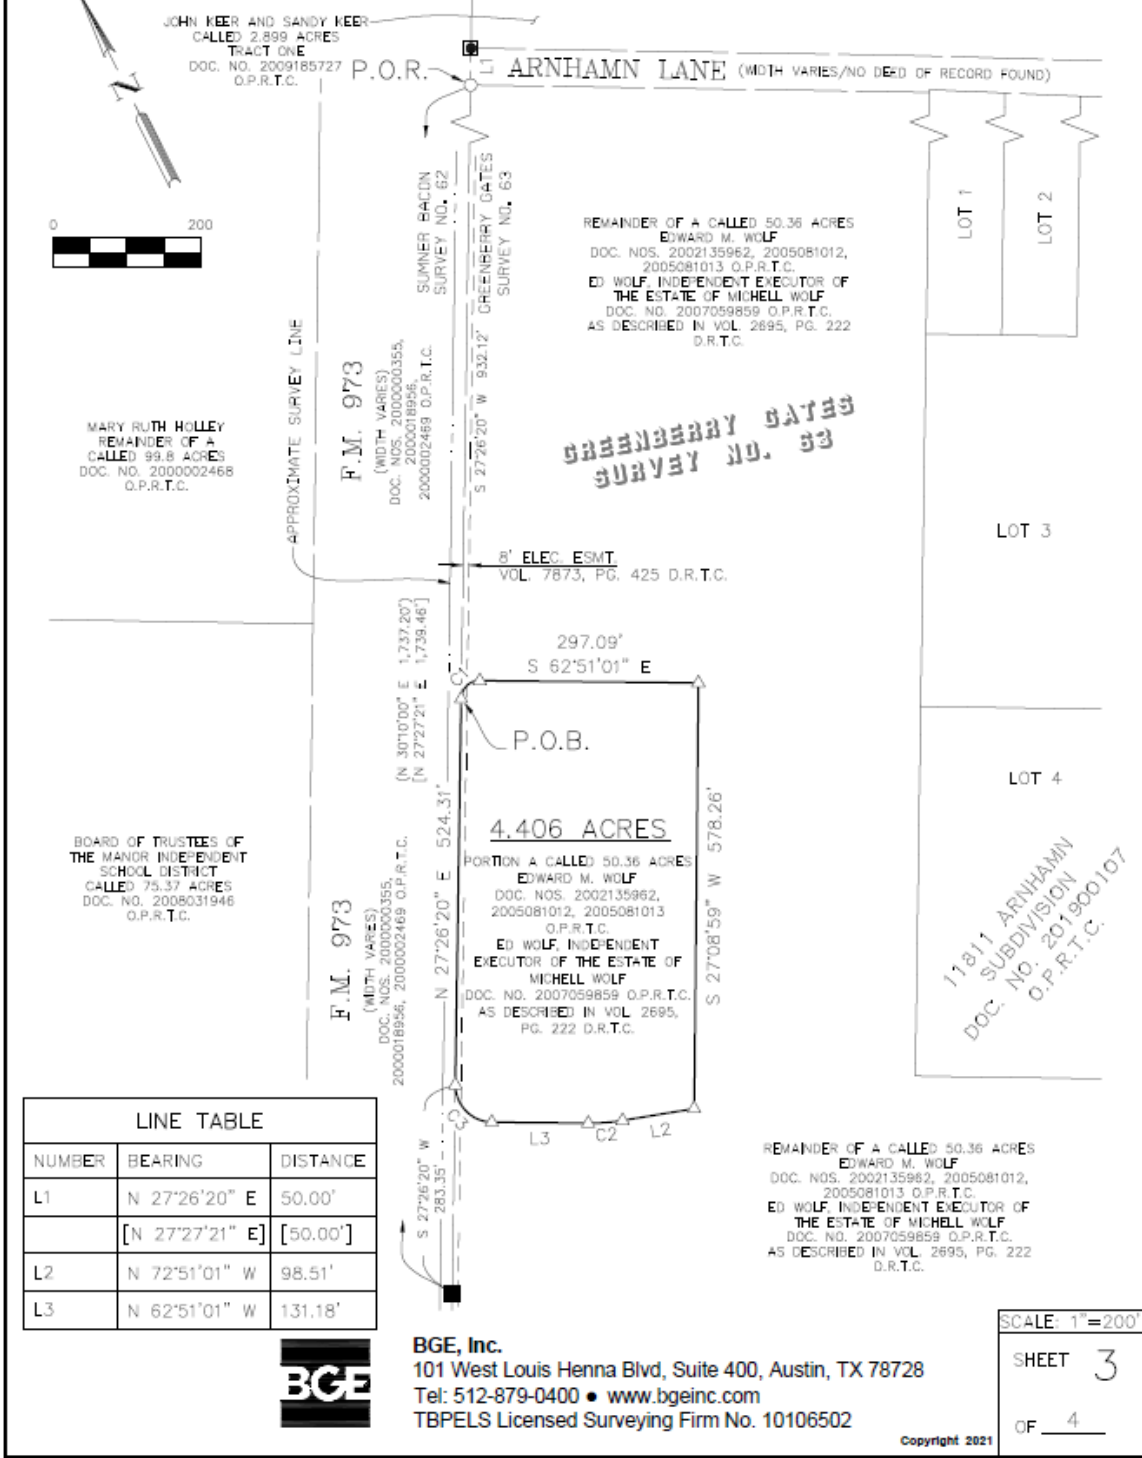 JOHN KEER AND SANDY KEER
CALLED 2.899 ACRES
TRACT ONE
DOC. NO. 2009185727
O.P.R.T.C.
P.O.R.
L1
ARNHAMN LANE (WIDTH VARIES/NO DEED OF RECORD FOUND)
N
0 200
SUMNER BACON
SURVEY NO. 62
GREENBERRY GATES
SURVEY NO. 63
LOT 1
LOT 2
REMAINDER OF A CALLED 50.36 ACRES
EDWARD M. WOLF
DOC. NOS. 2002135962, 2005081012,
2005081013 O.P.R.T.C.
ED WOLF, INDEPENDENT EXECUTOR OF
THE ESTATE OF MICHELL WOLF
DOC. NO. 2007059859 O.P.R.T.C.
AS DESCRIBED IN VOL. 2695, PG. 222
D.R.T.C.
APPROXIMATE SURVEY LINE
F.M. 973
(WIDTH VARIES)
DOC. NOS. 2000000355,
2000018956,
2000002469 O.P.R.T.C.
S 27°26'20" W 932.12'
GREENBERRY GATES
SURVEY NO. 63
MARY RUTH HOLLEY
REMAINDER OF A
CALLED 99.8 ACRES
DOC. NO. 2000002468
O.P.R.T.C.
LOT 3
8' ELEC. ESMT.
VOL. 7873, PG. 425 D.R.T.C.
(N 30°10'00" E 1,737.20')
[N 27°27'21" E 1,739.46']
297.09'
S 62°51'01" E
C1
P.O.B.
LOT 4
N 27°26'20" E 524.31'
4.406 ACRES
PORTION A CALLED 50.36 ACRES
EDWARD M. WOLF
DOC. NOS. 2002135962,
2005081012, 2005081013
O.P.R.T.C.
ED WOLF, INDEPENDENT
EXECUTOR OF THE ESTATE OF
MICHELL WOLF
DOC. NO. 2007059859 O.P.R.T.C.
AS DESCRIBED IN VOL 2695,
PG. 222 D.R.T.C.
S 27°08'59" W 578.26'
BOARD OF TRUSTEES OF
THE MANOR INDEPENDENT
SCHOOL DISTRICT
CALLED 75.37 ACRES
DOC. NO. 2008031946
O.P.R.T.C.
F.M. 973
(WIDTH VARIES)
DOC. NOS. 2000000355,
2000018956, 2000002469 O.P.R.T.C.
11811 ARNHAMN
SUBDIVISION
DOC. NO. 201900107
O.P.R.T.C.
L3
C2
L2
S 27°26'20" W
283.35'
LINE TABLE
NUMBER BEARING DISTANCE
L1 N 27°26'20" E 50.00'
[N 27°27'21" E] [50.00']
L2 N 72°51'01" W 98.51'
L3 N 62°51'01" W 131.18'
REMAINDER OF A CALLED 50.36 ACRES
EDWARD M. WOLF
DOC. NOS. 2002135962, 2005081012,
2005081013 O.P.R.T.C.
ED WOLF, INDEPENDENT EXECUTOR OF
THE ESTATE OF MICHELL WOLF
DOC. NO. 2007059859 O.P.R.T.C.
AS DESCRIBED IN VOL. 2695, PG. 222
D.R.T.C.
BGE
BGE, Inc.
101 West Louis Henna Blvd, Suite 400, Austin, TX 78728
Tel: 512-879-0400 ● www.bgeinc.com
TBPELS Licensed Surveying Firm No. 10106502
Copyright 2021
SCALE: 1"=200'
SHEET 3
OF 4